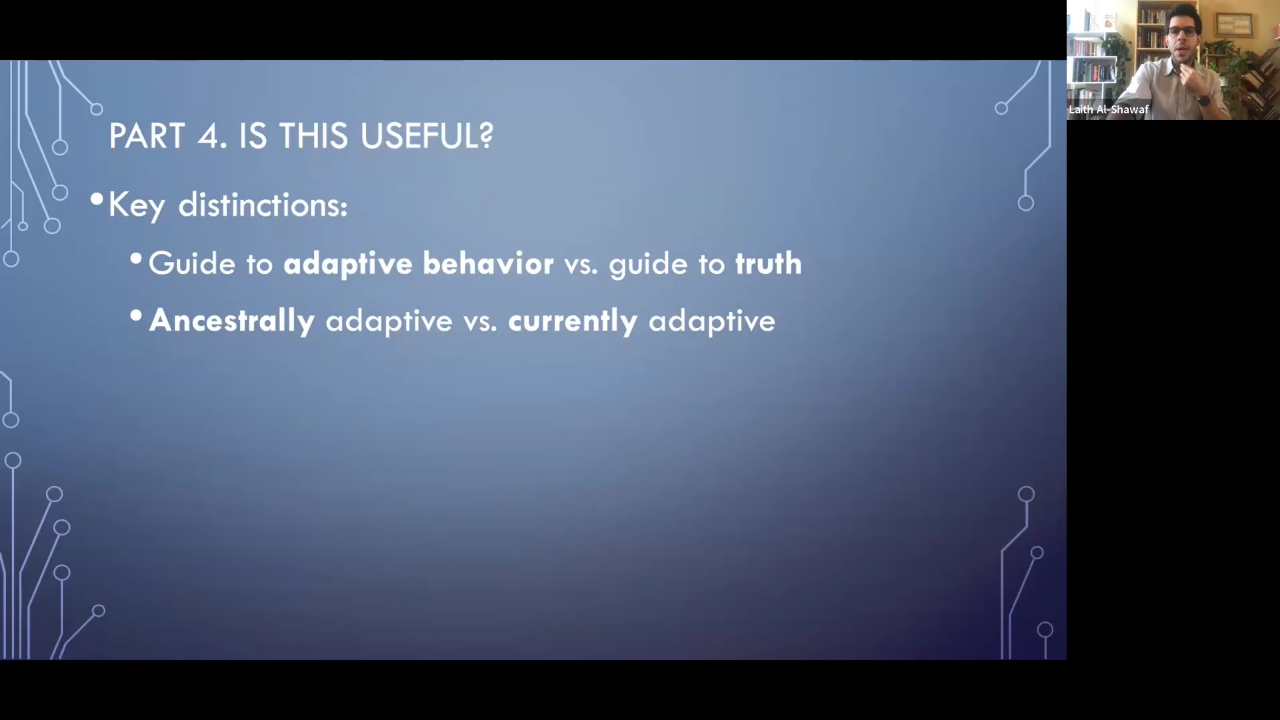 PART 4. IS THIS USEFUL?
•Key distinctions:
•Guide to adaptive behavior vs. guide to truth
•Ancestrally adaptive vs. currently adaptive
Laith Al-Shawaf